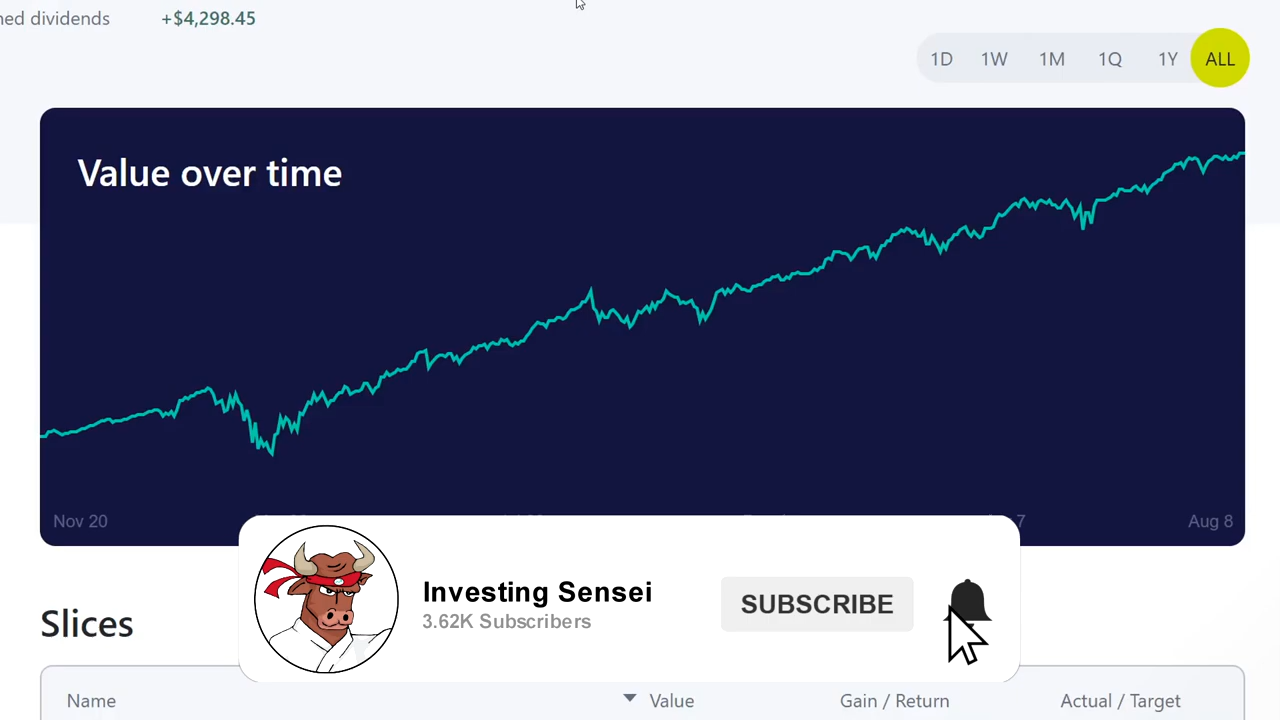 ned dividends +$4,298.45
1D 1W 1M 1Q 1Y ALL
Value over time
Nov 20 7 Aug 8
Investing Sensei
3.62K Subscribers
SUBSCRIBE
Slices
Name Value Gain / Return Actual / Target